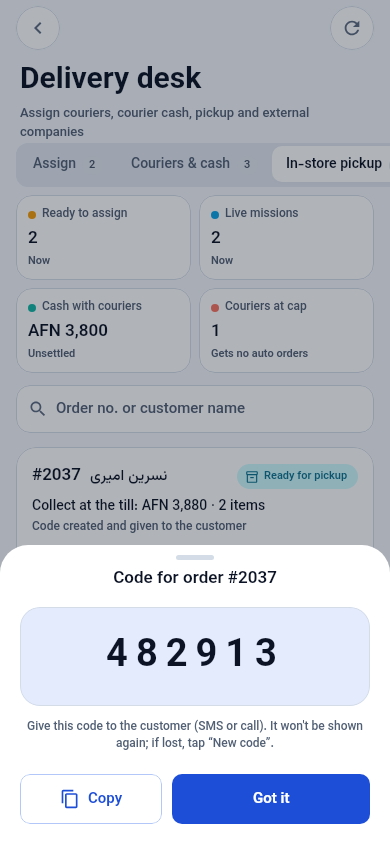 Delivery desk
Assign couriers, courier cash, pickup and external
companies
Assign 2 Couriers & cash 3 In-store pickup
Ready to assign
2
Now
Live missions
2
Now
Cash with couriers
AFN 3,800
Unsettled
Couriers at cap
1
Gets no auto orders
Order no. or customer name
#2037 نسرین امیری Ready for pickup
Collect at the till: AFN 3,880 · 2 items
Code created and given to the customer
Code for order #2037
482913
Give this code to the customer (SMS or call). It won't be shown
again; if lost, tap “New code”.
Copy Got it